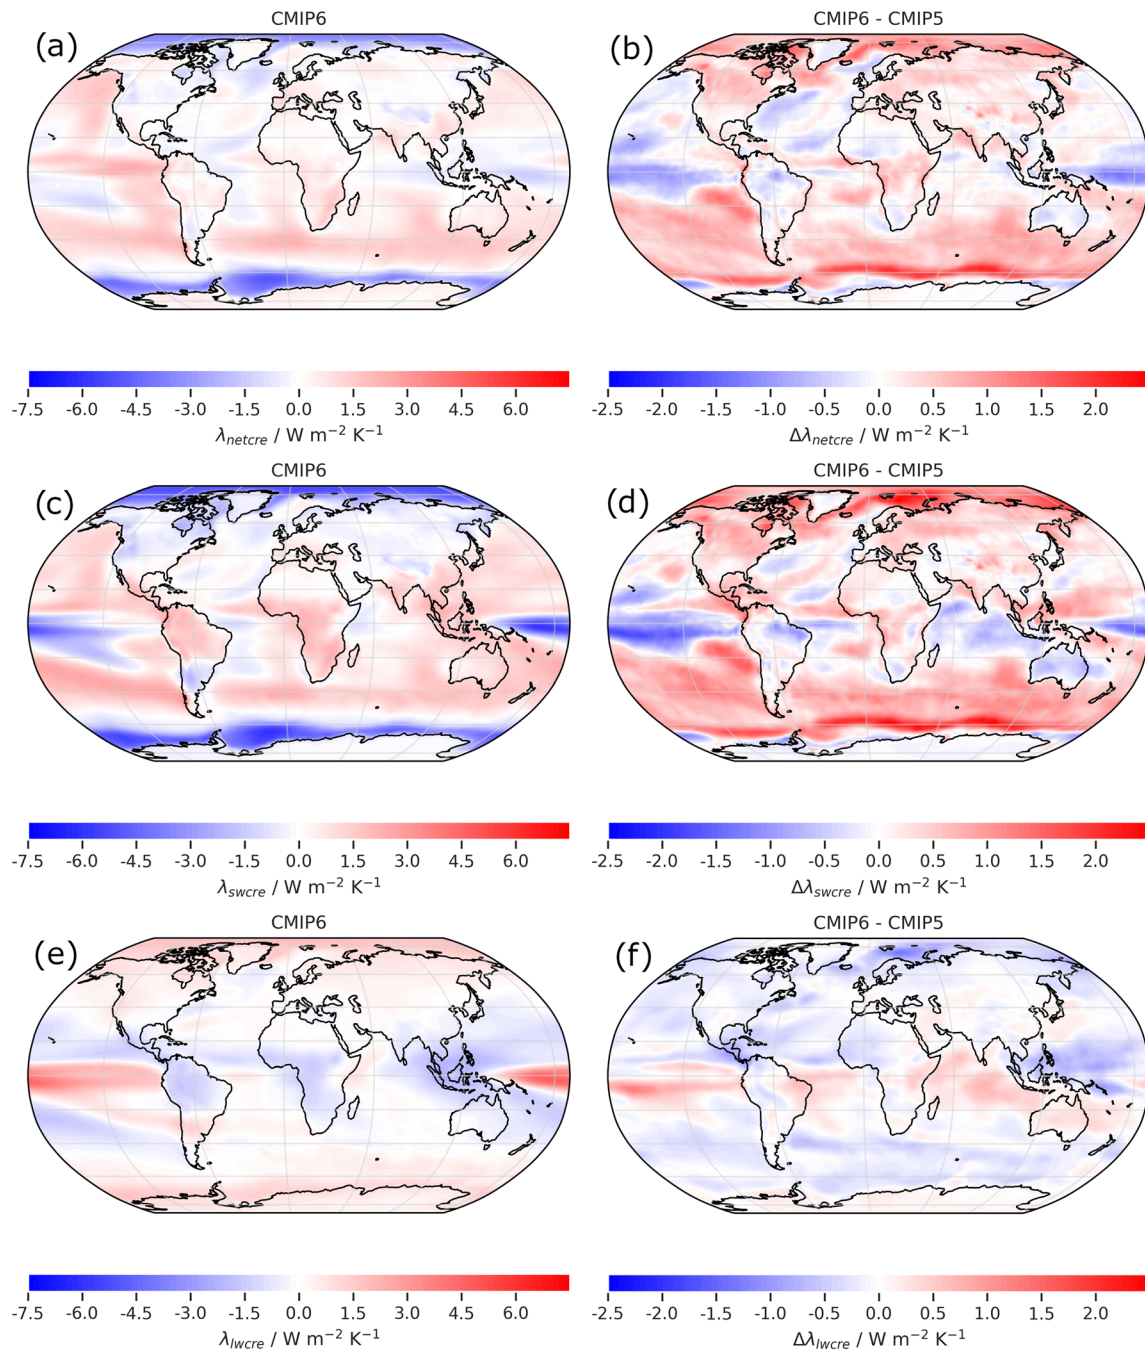 CMIP6
CMIP6 - CMIP5
(a)
(b)
-7.5 -6.0 -4.5 -3.0 -1.5 0.0 1.5 3.0 4.5 6.0
-2.5 -2.0 -1.5 -1.0 -0.5 0.0 0.5 1.0 1.5 2.0
λnetcre / W m⁻² K⁻¹
Δλnetcre / W m⁻² K⁻¹
CMIP6
CMIP6 - CMIP5
(c)
(d)
-7.5 -6.0 -4.5 -3.0 -1.5 0.0 1.5 3.0 4.5 6.0
-2.5 -2.0 -1.5 -1.0 -0.5 0.0 0.5 1.0 1.5 2.0
λswcre / W m⁻² K⁻¹
Δλswcre / W m⁻² K⁻¹
CMIP6
CMIP6 - CMIP5
(e)
(f)
-7.5 -6.0 -4.5 -3.0 -1.5 0.0 1.5 3.0 4.5 6.0
-2.5 -2.0 -1.5 -1.0 -0.5 0.0 0.5 1.0 1.5 2.0
λlwcre / W m⁻² K⁻¹
Δλlwcre / W m⁻² K⁻¹